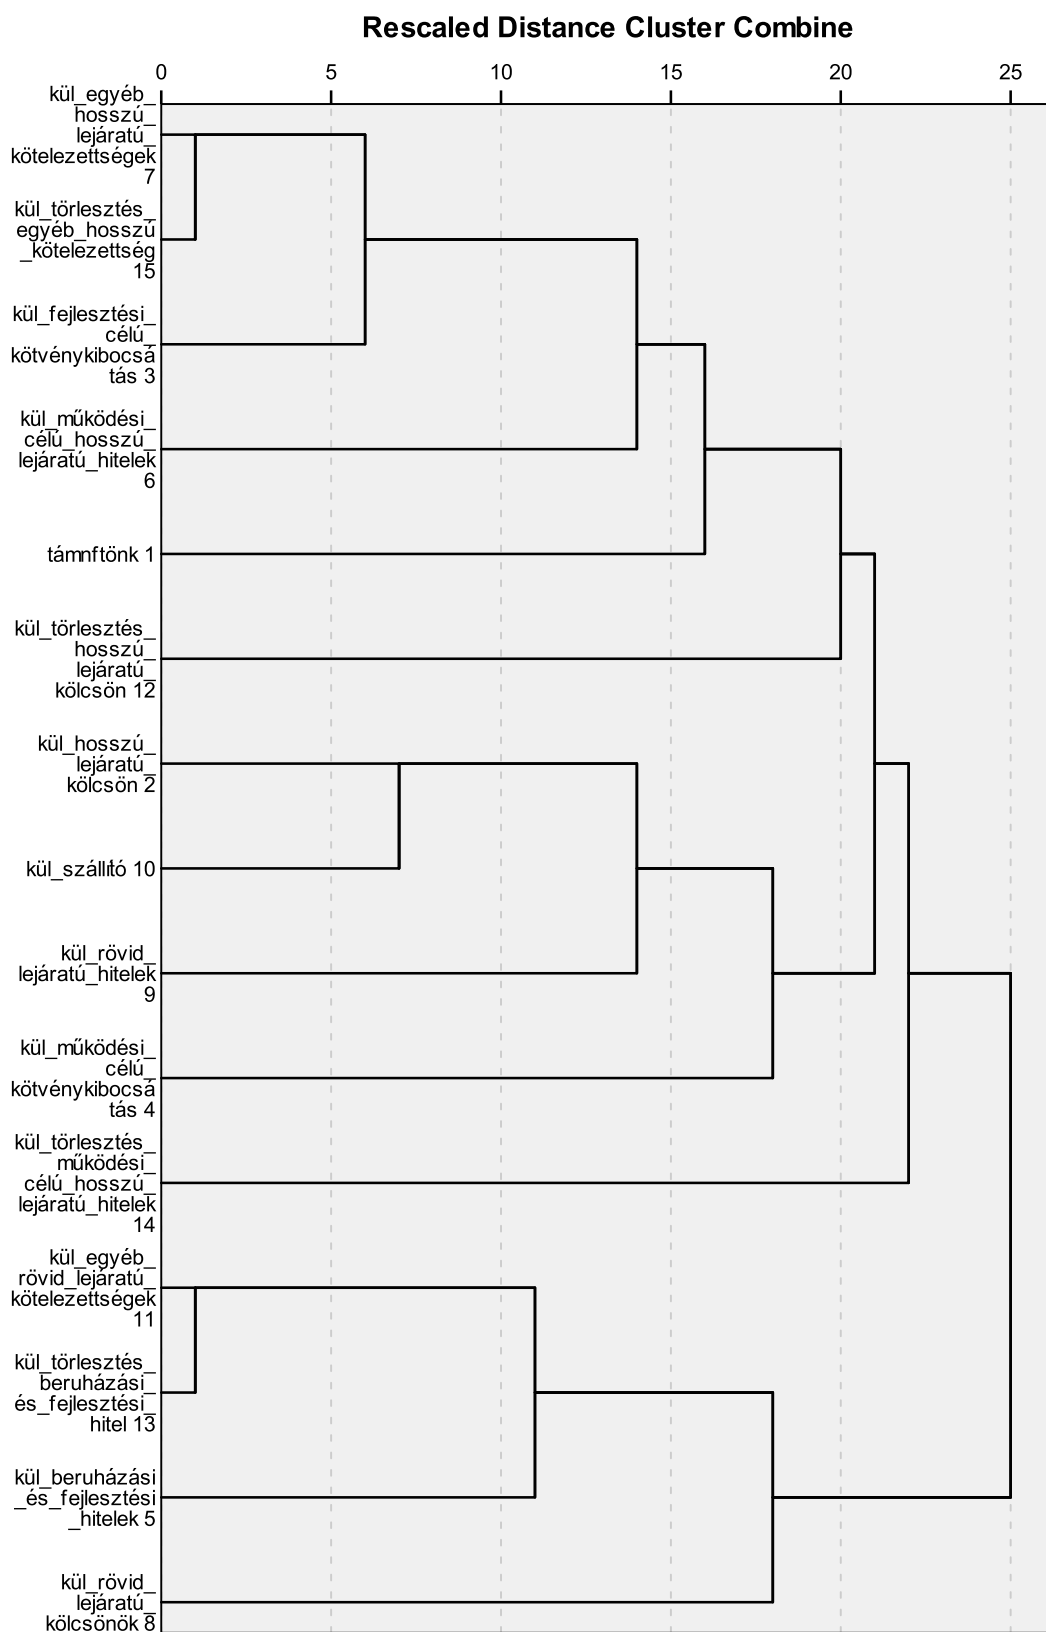 Rescaled Distance Cluster Combine
0 5 10 15 20 25
kül_egyéb_
hosszú_
lejáratú_
kötelezettségek
7
kül_törlesztés_
egyéb_hosszú
_kötelezettség
15
kül_fejlesztési_
célú_
kötvénykibocsá
tás 3
kül_működési_
célú_hosszú_
lejáratú_hitelek
6
támnftönk 1
kül_törlesztés_
hosszú_
lejáratú_
kölcsön 12
kül_hosszú_
lejáratú_
kölcsön 2
kül_szállító 10
kül_rövid_
lejáratú_hitelek
9
kül_működési_
célú_
kötvénykibocsá
tás 4
kül_törlesztés_
működési_
célú_hosszú_
lejáratú_hitelek
14
kül_egyéb_
rövid_lejáratú_
kötelezettségek
11
kül_törlesztés_
beruházási_
és_fejlesztési_
hitel 13
kül_beruházási
_és_fejlesztési
_hitelek 5
kül_rövid_
lejáratú_
kölcsönök 8